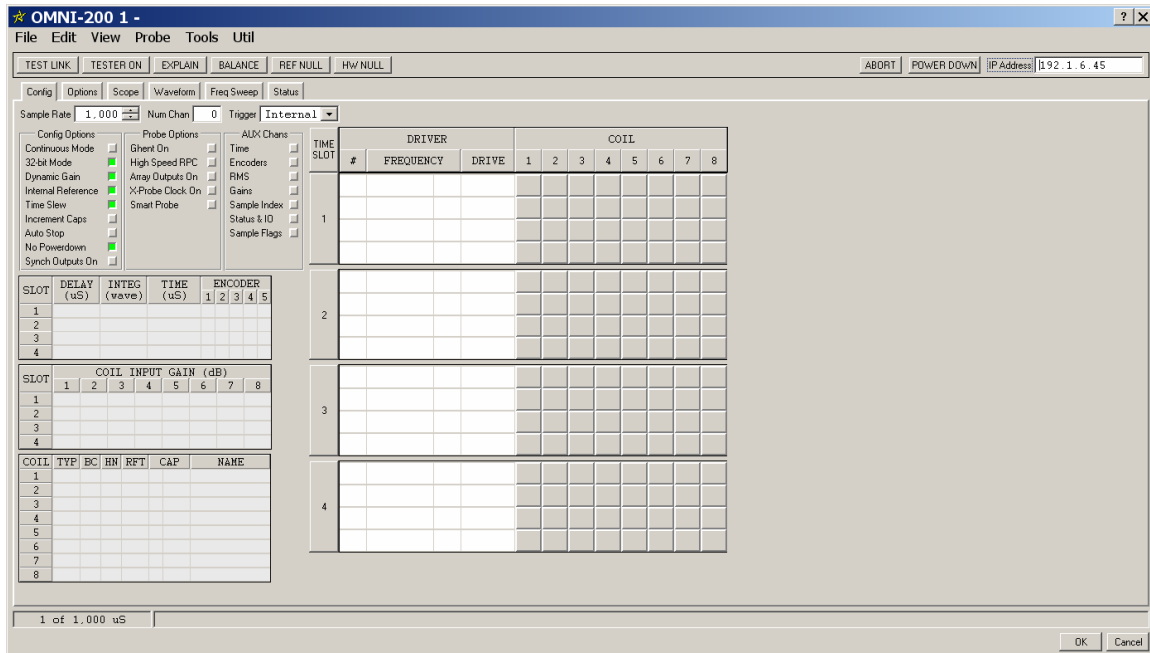 OMNI-200 1 - ? X
File Edit View Probe Tools Util
TEST LINK TESTER ON EXPLAIN BALANCE REF NULL HW NULL ABORT POWER DOWN IP Address 192.1.6.45
Config Options Scope Waveform Freq Sweep Status
Sample Rate 1,000 Num Chan 0 Trigger Internal
Config Options
Continuous Mode
32-bit Mode
Dynamic Gain
Internal Reference
Time Slew
Increment Caps
Auto Stop
No Powerdown
Synch Outputs On
Probe Options
Ghent On
High Speed RPC
Array Outputs On
X-Probe Clock On
Smart Probe
AUX Chans
Time
Encoders
RMS
Gains
Sample Index
Status & IO
Sample Flags
SLOT DELAY (uS) INTEG (wave) TIME (uS) ENCODER
1 2 3 4 5
1
2
3
4
SLOT COIL INPUT GAIN (dB)
1 2 3 4 5 6 7 8
1
2
3
4
COIL TYP BC HN RFT CAP NAME
1
2
3
4
5
6
7
8
TIME SLOT DRIVER COIL
# FREQUENCY DRIVE 1 2 3 4 5 6 7 8
1
2
3
4
1 of 1,000 uS
OK Cancel